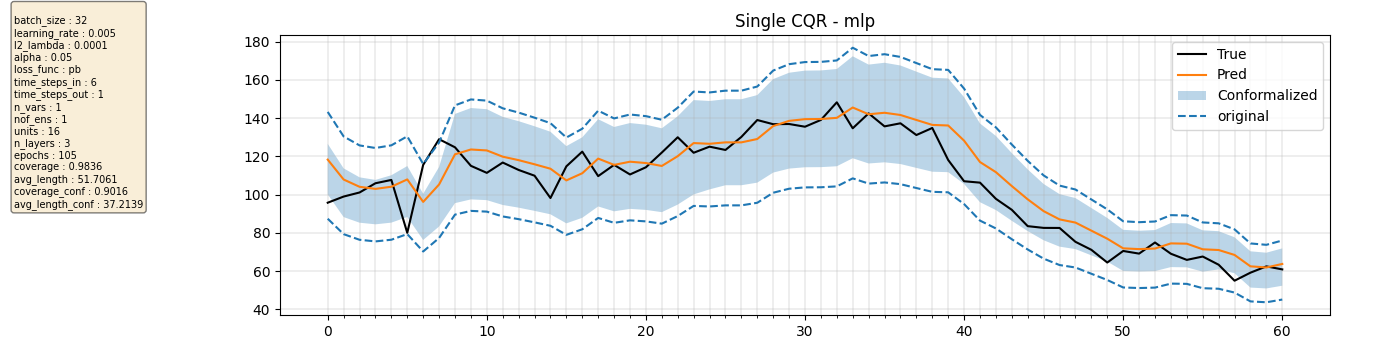 batch_size : 32
learning_rate : 0.005
l2_lambda : 0.0001
alpha : 0.05
loss_func : pb
time_steps_in : 6
time_steps_out : 1
n_vars : 1
nof_ens : 1
units : 16
n_layers : 3
epochs : 105
coverage : 0.9836
avg_length : 51.7061
coverage_conf : 0.9016
avg_length_conf : 37.2139
Single CQR - mlp
180
160
140
120
100
80
60
40
True
Pred
Conformalized
original
0 10 20 30 40 50 60